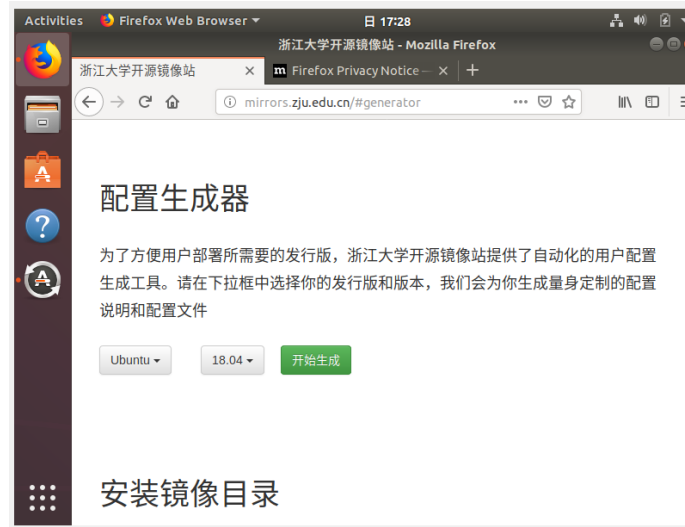 Activities Firefox Web Browser 日 17:28
浙江大学开源镜像站 - Mozilla Firefox
浙江大学开源镜像站 m Firefox Privacy Notice —
mirrors.zju.edu.cn/#generator
配置生成器
为了方便用户部署所需要的发行版，浙江大学开源镜像站提供了自动化的用户配置
生成工具。请在下拉框中选择你的发行版和版本，我们会为你生成量身定制的配置
说明和配置文件
Ubuntu 18.04 开始生成
安装镜像目录